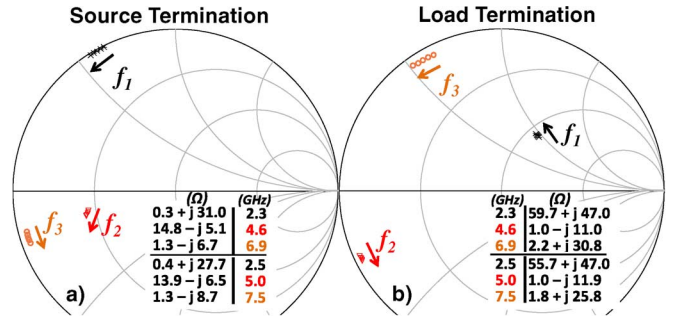 Source Termination
f1
f3
f2
(Ω) (GHz)
0.3 + j 31.0 2.3
14.8 – j 5.1 4.6
1.3 – j 6.7 6.9
0.4 + j 27.7 2.5
13.9 – j 6.5 5.0
1.3 – j 8.7 7.5
a)
Load Termination
f3
f1
f2
(GHz) (Ω)
2.3 59.7 + j 47.0
4.6 1.0 – j 11.0
6.9 2.2 + j 30.8
2.5 55.7 + j 47.0
5.0 1.0 – j 11.9
7.5 1.8 + j 25.8
b)